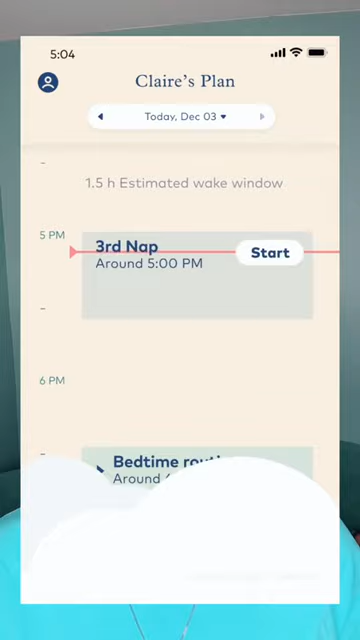 5:04
Claire's Plan
Today, Dec 03
1.5 h Estimated wake window
5 PM
3rd Nap
Start
Around 5:00 PM
6 PM
Bedtime
Around